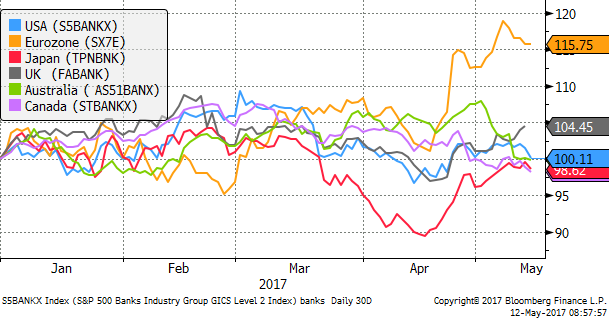 USA (S5BANKX)
Eurozone (SX7E)
Japan (TPNBNK)
UK (FABANK)
Australia ( AS51BANX)
Canada (STBANKX)
120
115.75
110
104.45
100.11
98.62
95
90
Jan Feb Mar Apr May
2017
S5BANKX Index (S&P 500 Banks Industry Group GICS Level 2 Index) banks Daily 30D
Copyright© 2017 Bloomberg Finance L.P.
12-May-2017 08:57:57